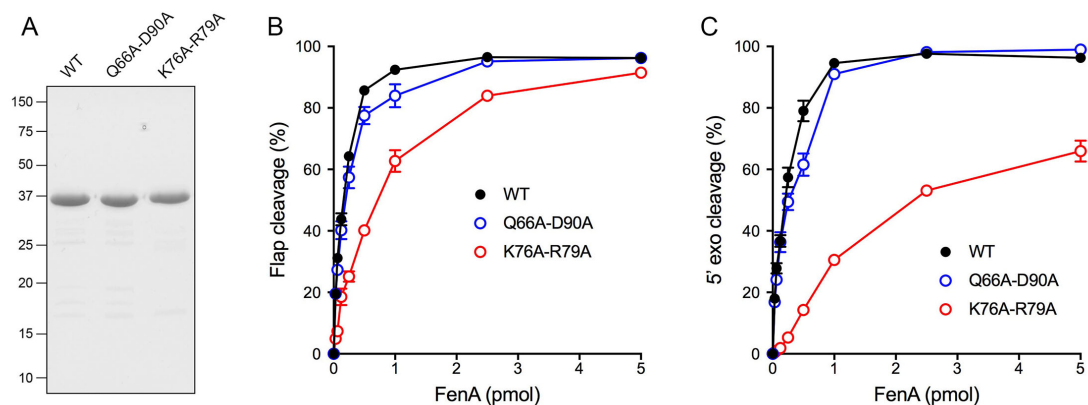 A
WT
Q66A-D90A
K76A-R79A
150
75
50
37
25
20
15
10
B
Flap cleavage (%)
100
80
60
40
20
0
WT
Q66A-D90A
K76A-R79A
0 1 2 3 4 5
FenA (pmol)
C
5' exo cleavage (%)
100
80
60
40
20
0
WT
Q66A-D90A
K76A-R79A
0 1 2 3 4 5
FenA (pmol)